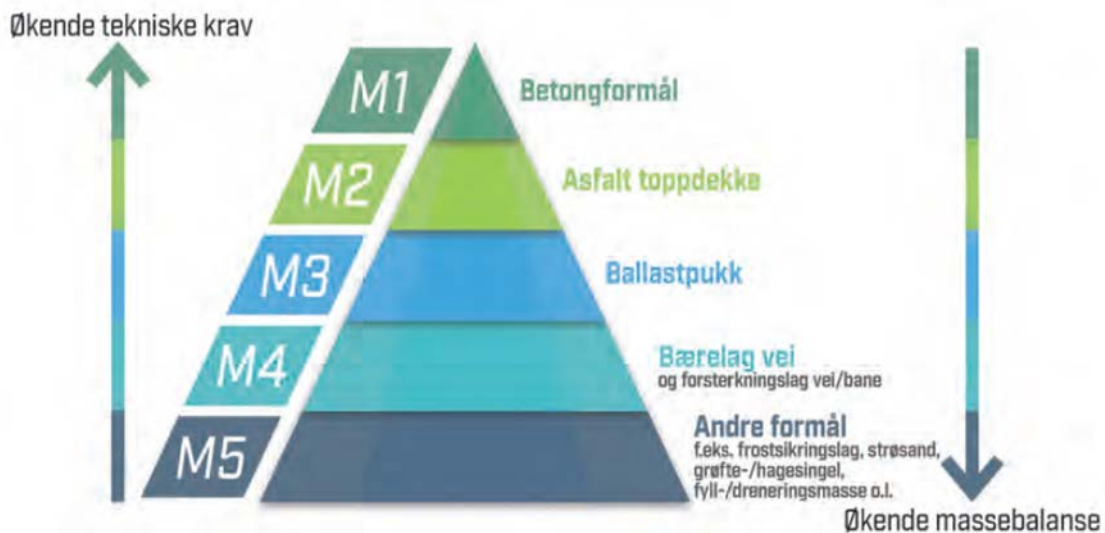 Økende tekniske krav
M1
Betongformål
M2
Asfalt toppdekke
M3
Ballastpukk
M4
Bærelag vei
og forsterkningslag vei/bane
M5
Andre formål
f.eks. frostsikringslag, strøsand,
grøfte-/hagesingel,
fyll-/dreneringsmasse o.l.
Økende massebalanse